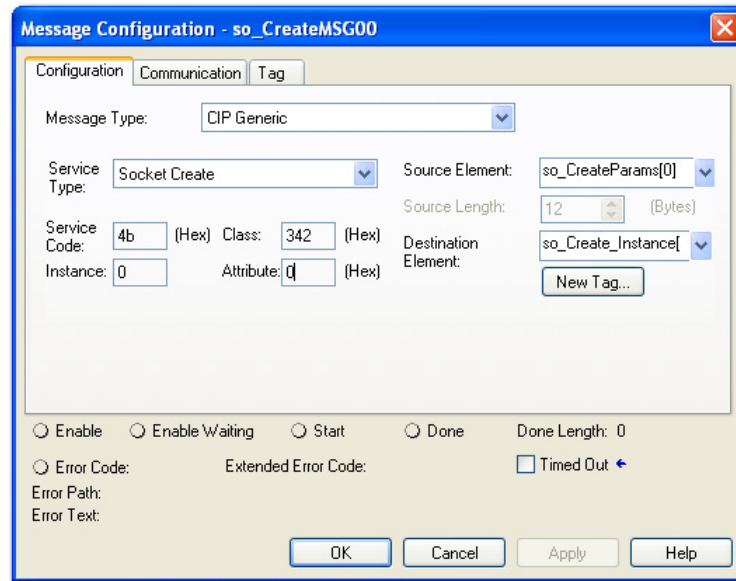 Message Configuration - so_CreateMSG00
Configuration Communication Tag
Message Type: CIP Generic
Service Type: Socket Create
Source Element: so_CreateParams[0]
Source Length: 12 (Bytes)
Service Code: 4b (Hex) Class: 342 (Hex)
Destination Element: so_Create_Instance[
Instance: 0 Attribute: 0 (Hex)
New Tag...
Enable Enable Waiting Start Done Done Length: 0
Error Code: Extended Error Code: Timed Out
Error Path:
Error Text:
OK Cancel Apply Help